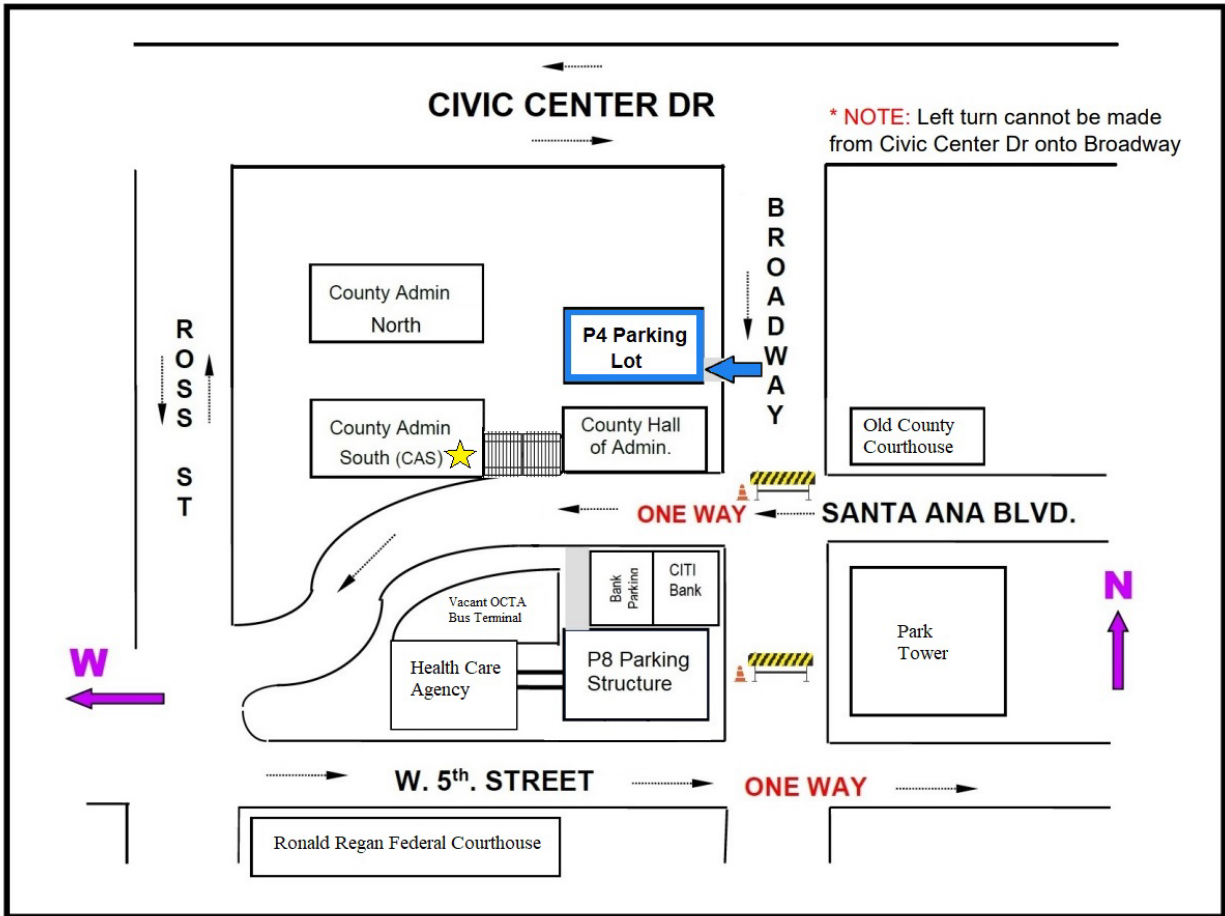 CIVIC CENTER DR
* NOTE: Left turn cannot be made
from Civic Center Dr onto Broadway
BROADWAY
ROSS ST
County Admin
North
P4 Parking
Lot
County Admin
South (CAS)
County Hall
of Admin.
Old County
Courthouse
ONE WAY
SANTA ANA BLVD.
Bank
Parkinn
CITI
Bank
Vacant OCTA
Bus Terminal
Health Care
Agency
P8 Parking
Structure
Park
Tower
N
W
W. 5th. STREET
ONE WAY
Ronald Regan Federal Courthouse